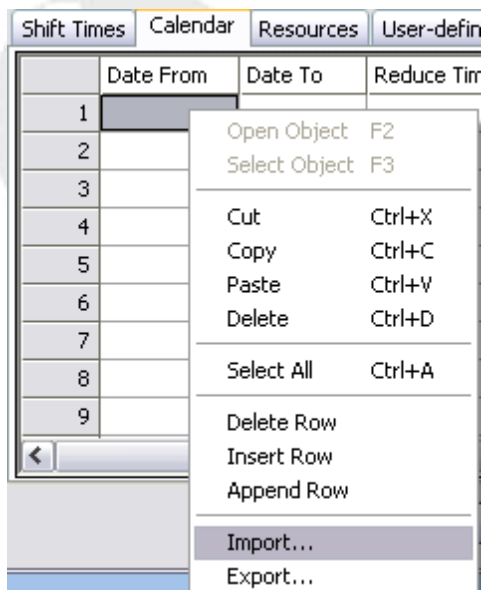 Shift Times Calendar Resources User-defin
Date From Date To Reduce Tim
1
Open Object F2
2
Select Object F3
3
4
Cut Ctrl+X
Copy Ctrl+C
5
Paste Ctrl+V
6
Delete Ctrl+D
7
8
Select All Ctrl+A
9
Delete Row
Insert Row
Append Row
Import...
Export...